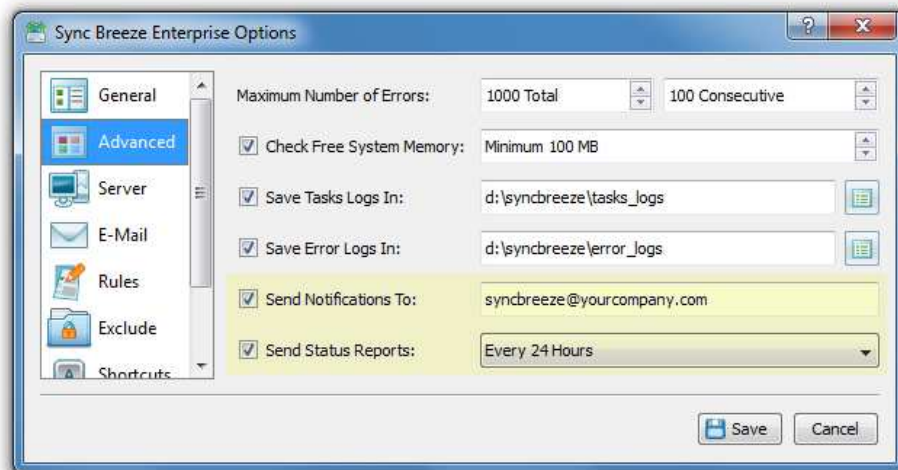 Sync Breeze Enterprise Options
General
Advanced
Server
E-Mail
Rules
Exclude
Shortcuts
Maximum Number of Errors: 1000 Total 100 Consecutive
Check Free System Memory: Minimum 100 MB
Save Tasks Logs In: d:\syncbreeze\tasks_logs
Save Error Logs In: d:\syncbreeze\error_logs
Send Notifications To: syncbreeze@yourcompany.com
Send Status Reports: Every 24 Hours
Save Cancel